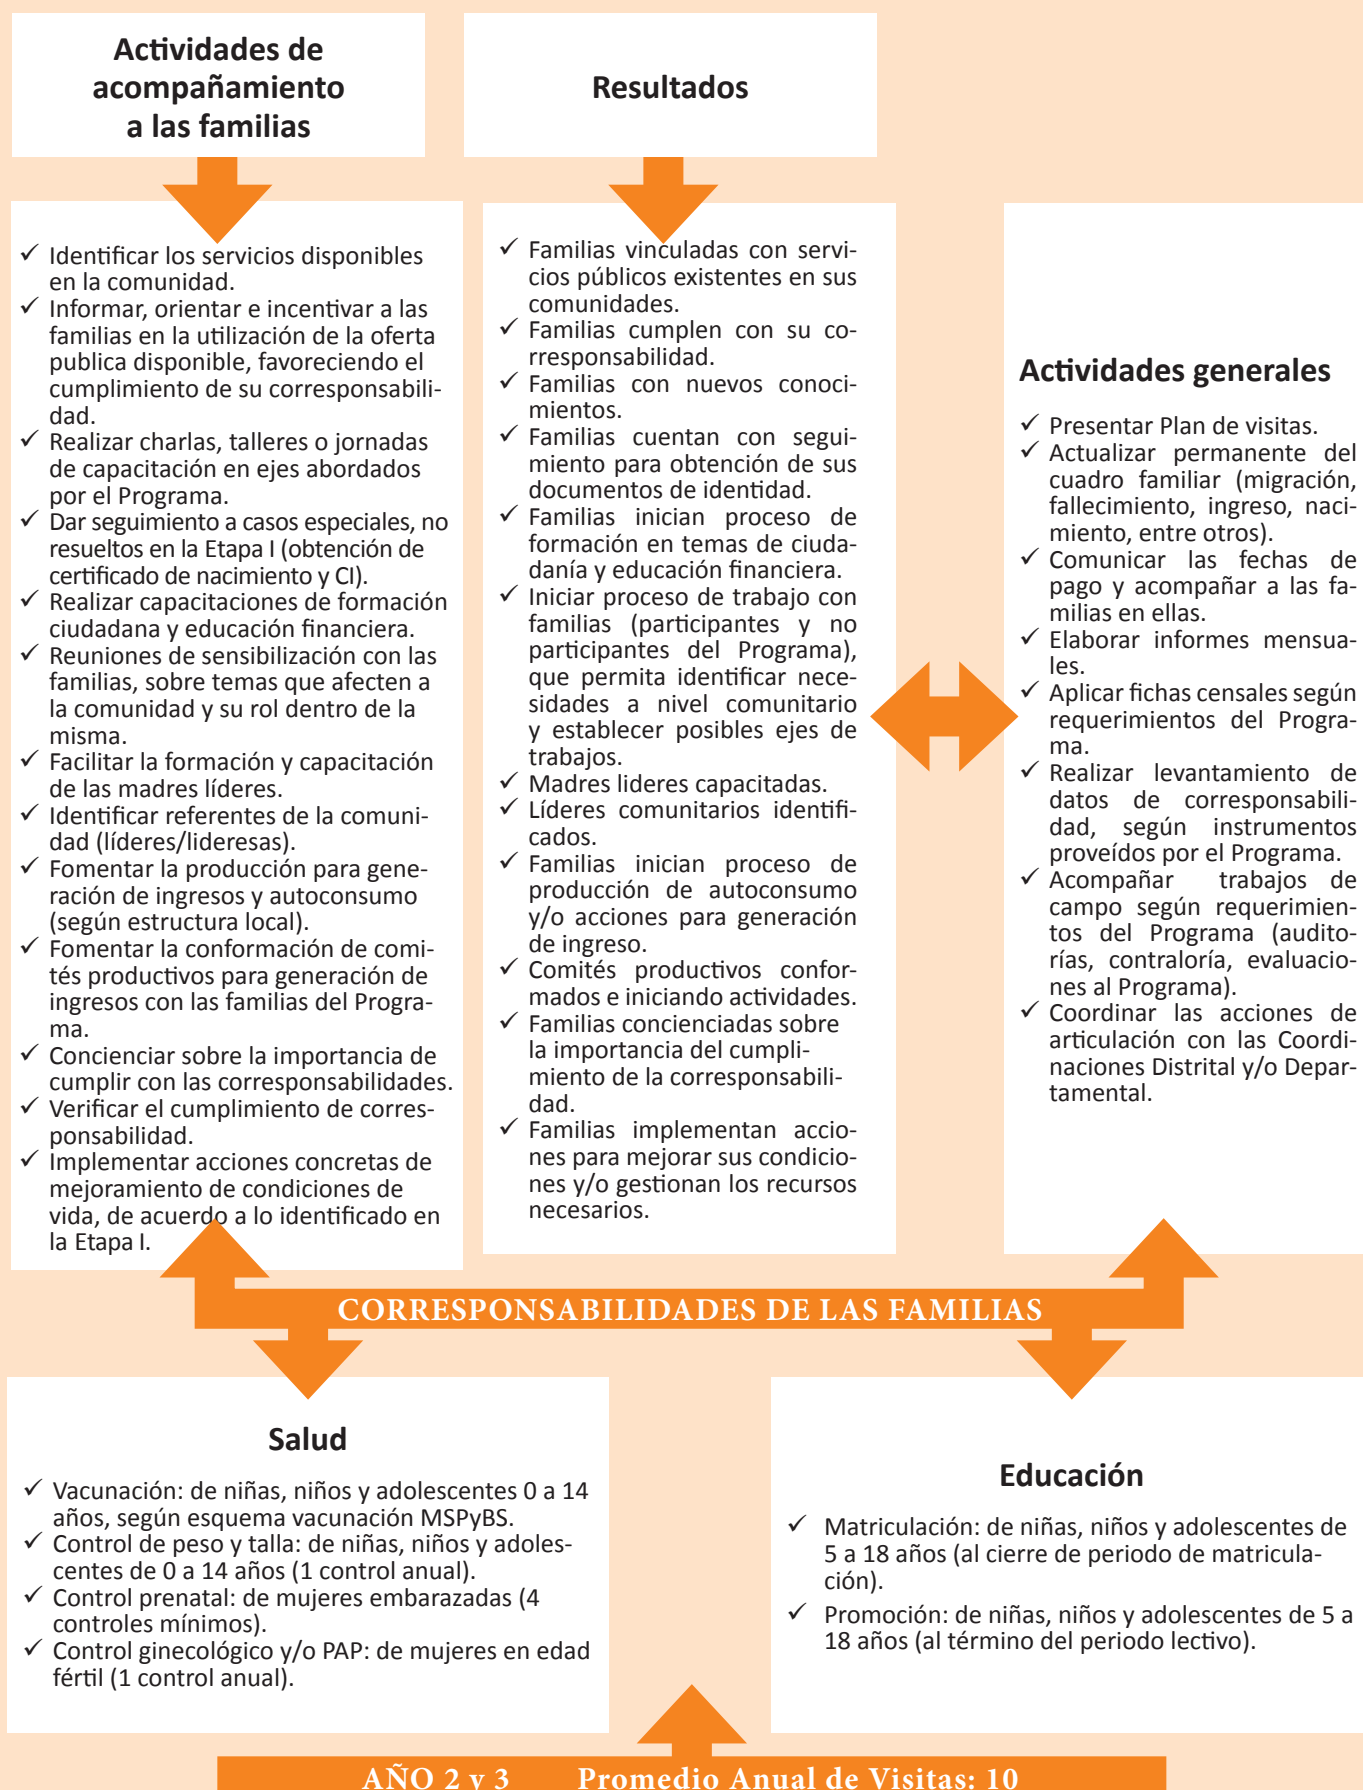 Actividades de
acompañamiento
a las familias
Resultados
✓ Identificar los servicios disponibles
en la comunidad.
✓ Informar, orientar e incentivar a las
familias en la utilización de la oferta
publica disponible, favoreciendo el
cumplimiento de su corresponsabili-
dad.
✓ Realizar charlas, talleres o jornadas
de capacitación en ejes abordados
por el Programa.
✓ Dar seguimiento a casos especiales, no
resueltos en la Etapa I (obtención de
certificado de nacimiento y CI).
✓ Realizar capacitaciones de formación
ciudadana y educación financiera.
✓ Reuniones de sensibilización con las
familias, sobre temas que afecten a
la comunidad y su rol dentro de la
misma.
✓ Facilitar la formación y capacitación
de las madres líderes.
✓ Identificar referentes de la comuni-
dad (líderes/lideresas).
✓ Fomentar la producción para gene-
ración de ingresos y autoconsumo
(según estructura local).
✓ Fomentar la conformación de comi-
tés productivos para generación de
ingresos con las familias del Progra-
ma.
✓ Concienciar sobre la importancia de
cumplir con las corresponsabilidades.
✓ Verificar el cumplimiento de corres-
ponsabilidad.
✓ Implementar acciones concretas de
mejoramiento de condiciones de
vida, de acuerdo a lo identificado en
la Etapa I.
✓ Familias vinculadas con servi-
cios públicos existentes en sus
comunidades.
✓ Familias cumplen con su co-
rresponsabilidad.
✓ Familias con nuevos conoci-
mientos.
✓ Familias cuentan con segui-
miento para obtención de sus
documentos de identidad.
✓ Familias inician proceso de
formación en temas de ciuda-
danía y educación financiera.
✓ Iniciar proceso de trabajo con
familias (participantes y no
participantes del Programa),
que permita identificar nece-
sidades a nivel comunitario
y establecer posibles ejes de
trabajos.
✓ Madres lideres capacitadas.
✓ Líderes comunitarios identifi-
cados.
✓ Familias inician proceso de
producción de autoconsumo
y/o acciones para generación
de ingreso.
✓ Comités productivos confor-
mados e iniciando actividades.
✓ Familias concienciadas sobre
la importancia del cumpli-
miento de la corresponsabili-
dad.
✓ Familias implementan accio-
nes para mejorar sus condicio-
nes y/o gestionan los recursos
necesarios.
Actividades generales
✓ Presentar Plan de visitas.
✓ Actualizar permanente del
cuadro familiar (migración,
fallecimiento, ingreso, naci-
miento, entre otros).
✓ Comunicar las fechas de
pago y acompañar a las fa-
milias en ellas.
✓ Elaborar informes mensua-
les.
✓ Aplicar fichas censales según
requerimientos del Progra-
ma.
✓ Realizar levantamiento de
datos de corresponsabili-
dad, según instrumentos
proveídos por el Programa.
✓ Acompañar trabajos de
campo según requerimien-
tos del Programa (audito-
rías, contraloría, evaluacio-
nes al Programa).
✓ Coordinar las acciones de
articulación con las Coordi-
naciones Distrital y/o Depar-
tamental.
CORRESPONSABILIDADES DE LAS FAMILIAS
Salud
✓ Vacunación: de niñas, niños y adolescentes 0 a 14
años, según esquema vacunación MSPyBS.
✓ Control de peso y talla: de niñas, niños y adoles-
centes de 0 a 14 años (1 control anual).
✓ Control prenatal: de mujeres embarazadas (4
controles mínimos).
✓ Control ginecológico y/o PAP: de mujeres en edad
fértil (1 control anual).
Educación
✓ Matriculación: de niñas, niños y adolescentes de
5 a 18 años (al cierre de periodo de matricula-
ción).
✓ Promoción: de niñas, niños y adolescentes de 5 a
18 años (al término del periodo lectivo).
AÑO 2 y 3 Promedio Anual de Visitas: 10